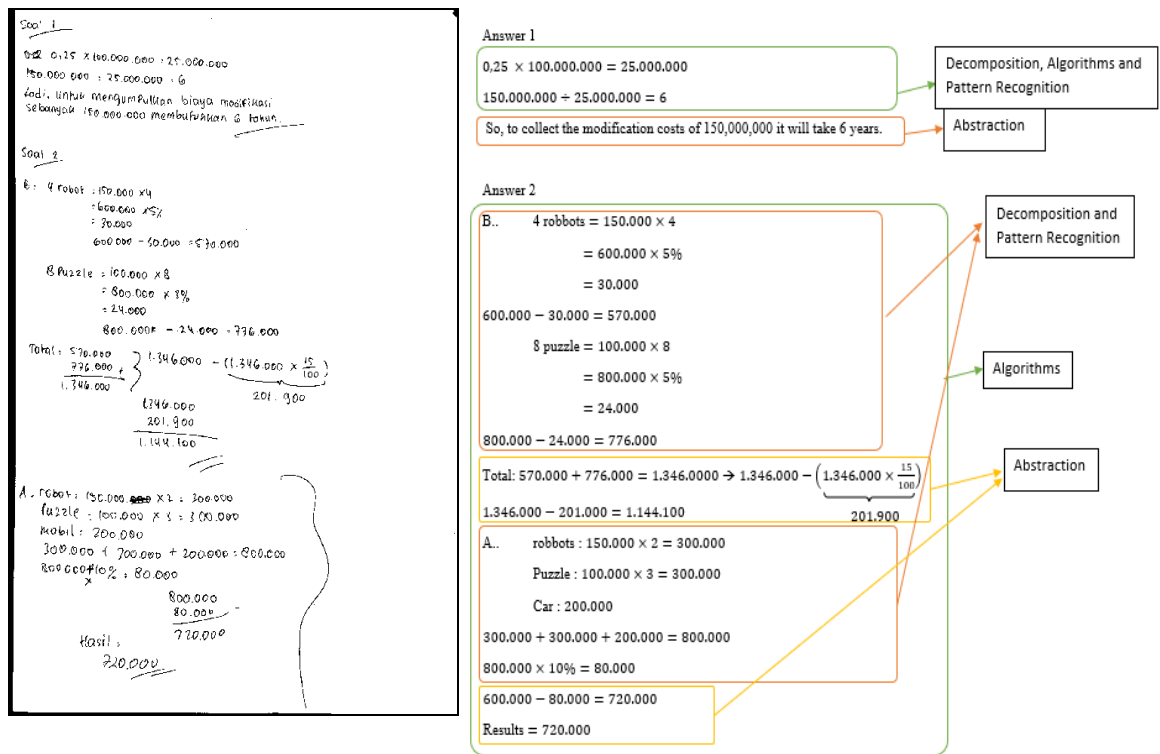 Soal 1
0,25 × 100.000.000 = 25.000.000
150.000.000 : 25.000.000 = 6
Jadi, untuk mengumpulkan biaya modifikasi
sebanyak 150.000.000 membutuhkan 6 tahun.
Soal 2
B: 4 robot = 150.000 × 4
= 600.000 × 5%
= 30.000
600.000 - 30.000 = 570.000
8 Puzzle = 100.000 × 8
= 800.000 × 3%
= 24.000
800.000 - 24.000 = 776.000
Total: 570.000
776.000 +
1.346.000
1.346.000 - (1.346.000 × 15/100)
201.900
1.346.000
201.900
1.144.100
A. robot: 150.000 × 2 = 300.000
Puzzle = 100.000 × 3 = 300.000
mobil = 200.000
300.000 + 300.000 + 200.000 = 800.000
800.000 × 10% = 80.000
800.000
80.000 -
720.000
Hasil =
720.000
Answer 1
0,25 × 100.000.000 = 25.000.000
150.000.000 ÷ 25.000.000 = 6
So, to collect the modification costs of 150,000,000 it will take 6 years.
Decomposition, Algorithms and
Pattern Recognition
Abstraction
Answer 2
B.. 4 robbots = 150.000 × 4
= 600.000 × 5%
= 30.000
600.000 − 30.000 = 570.000
8 puzzle = 100.000 × 8
= 800.000 × 5%
= 24.000
800.000 − 24.000 = 776.000
Total: 570.000 + 776.000 = 1.346.0000 → 1.346.000 − (1.346.000 × 15/100)
1.346.000 − 201.000 = 1.144.100
201.900
A.. robbots : 150.000 × 2 = 300.000
Puzzle : 100.000 × 3 = 300.000
Car : 200.000
300.000 + 300.000 + 200.000 = 800.000
800.000 × 10% = 80.000
600.000 − 80.000 = 720.000
Results = 720.000
Decomposition and
Pattern Recognition
Algorithms
Abstraction